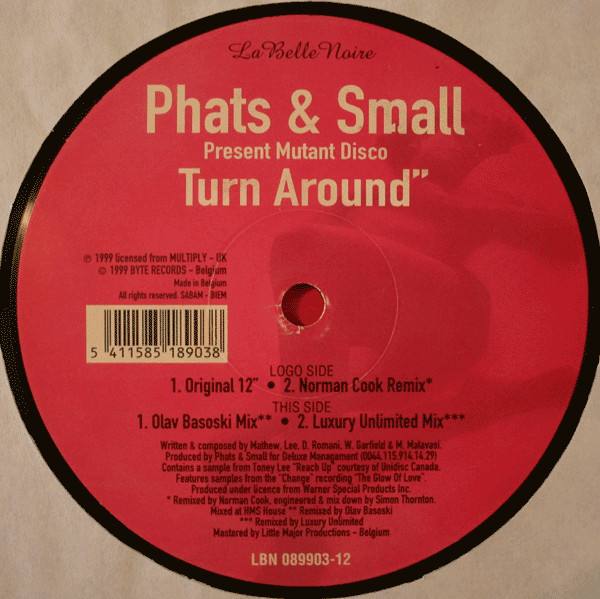 La Belle Noire
Phats & Small
Present Mutant Disco
Turn Around"
℗ 1999 licensed from MULTIPLY - UK
© 1999 BYTE RECORDS - Belgium
Made in Belgium
All rights reserved. SABAM - BIEM
5 411585 189038
LOGO SIDE
1. Original 12" • 2. Norman Cook Remix*
THIS SIDE
1. Olav Basoski Mix** • 2. Luxury Unlimited Mix***
Written & composed by Mathew, Lee, D. Romani, W. Garfield & M. Malavasi.
Produced by Phats & Small for Deluxe Management (0044.115.914.14.29)
Contains a sample from Toney Lee "Reach Up" courtesy of Unidisc Canada.
Features samples from the "Change" recording "The Glow Of Love".
Produced under licence from Warner Special Products Inc.
* Remixed by Norman Cook, engineered & mix down by Simon Thornton.
Mixed at HMS House ** Remixed by Olav Basoski
*** Remixed by Luxury Unlimited
Mastered by Little Major Productions - Belgium
LBN 089903-12